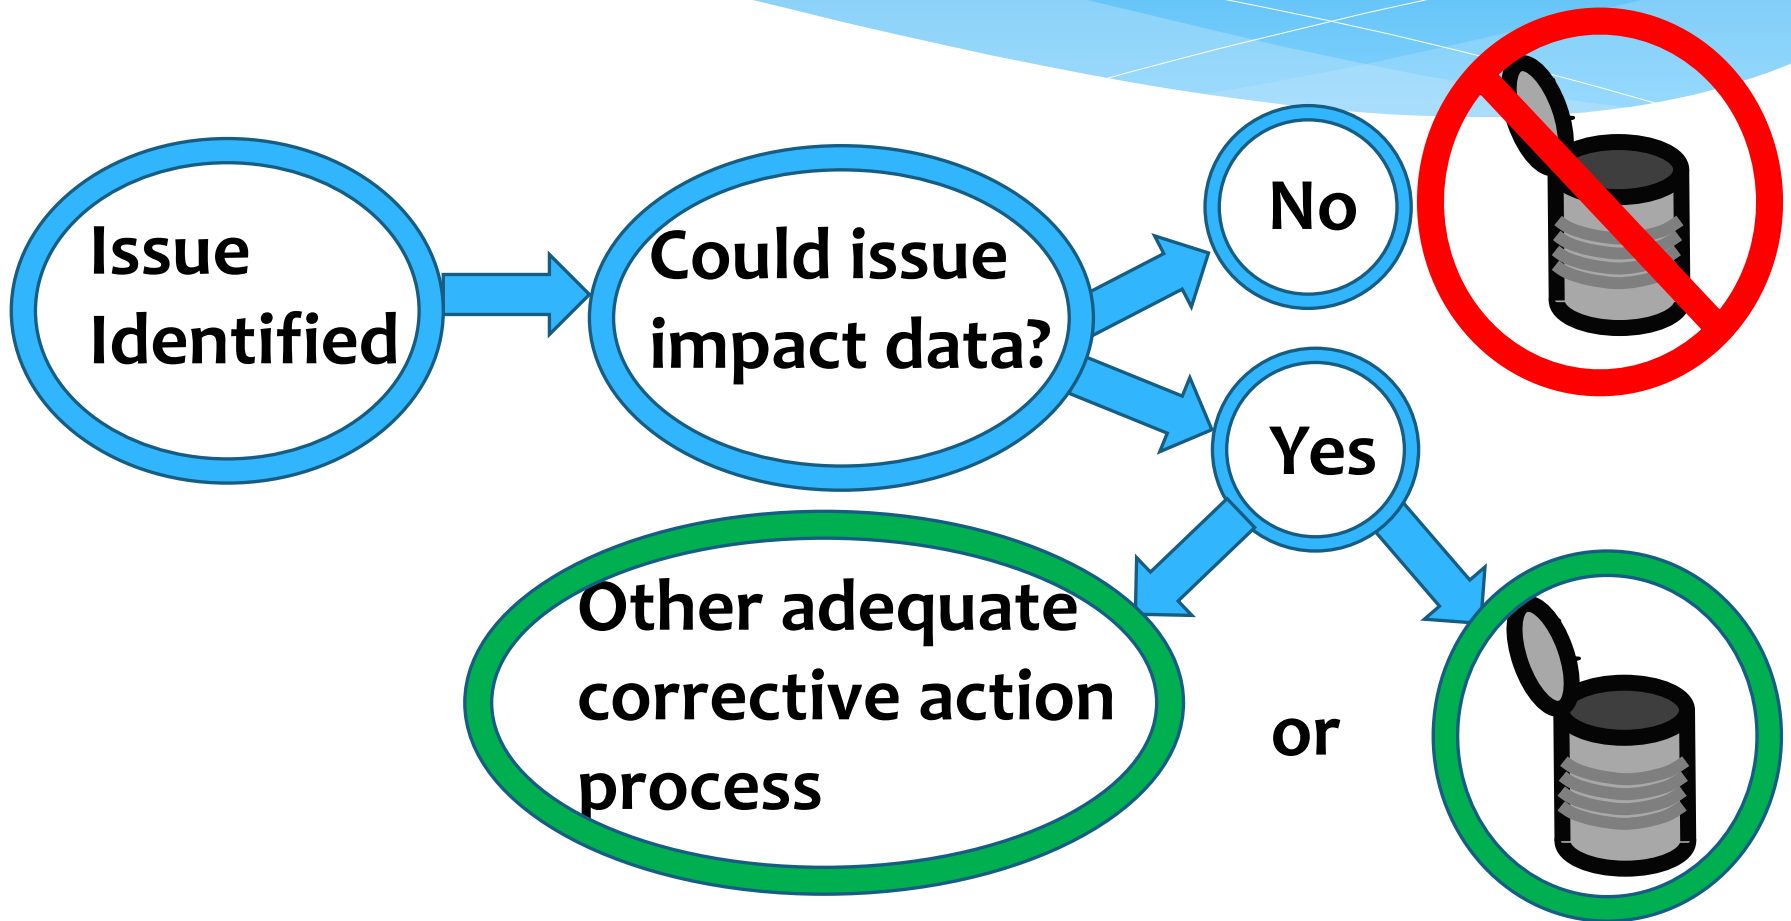 Issue
Identified
Could issue
impact data?
No
Yes
Other adequate
corrective action
process
or